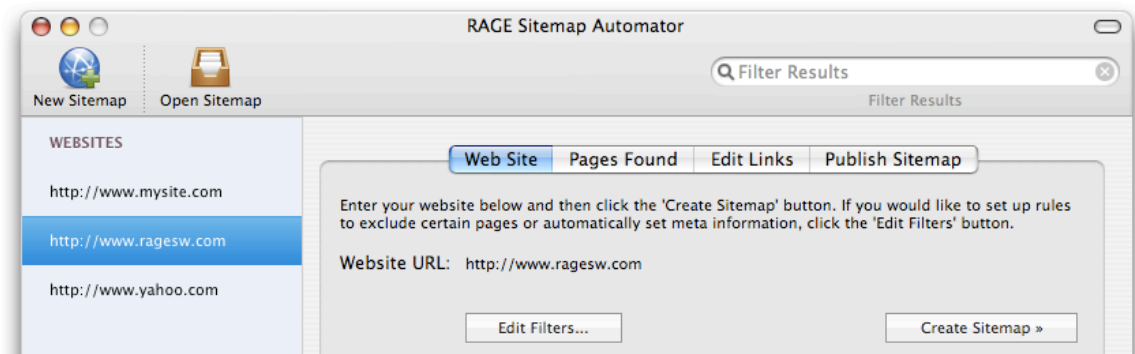 RAGE Sitemap Automator
New Sitemap
Open Sitemap
Filter Results
Filter Results
WEBSITES
http://www.mysite.com
http://www.ragesw.com
http://www.yahoo.com
Web Site
Pages Found
Edit Links
Publish Sitemap
Enter your website below and then click the 'Create Sitemap' button. If you would like to set up rules
to exclude certain pages or automatically set meta information, click the 'Edit Filters' button.
Website URL: http://www.ragesw.com
Edit Filters...
Create Sitemap »